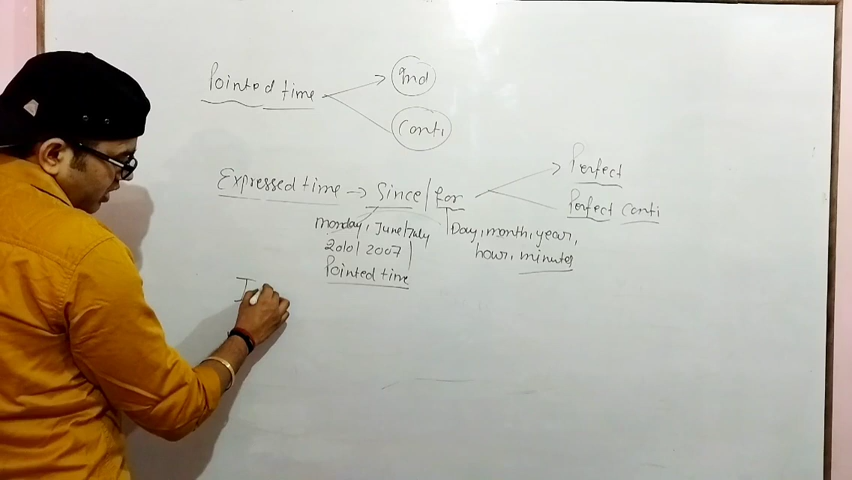 Pointed time
ind
Conti
Expressed time → Since/for
Perfect
Perfect Conti
monday, June/July
2010/2007/
Pointed time
Day, month, year,
hour, minutes
I